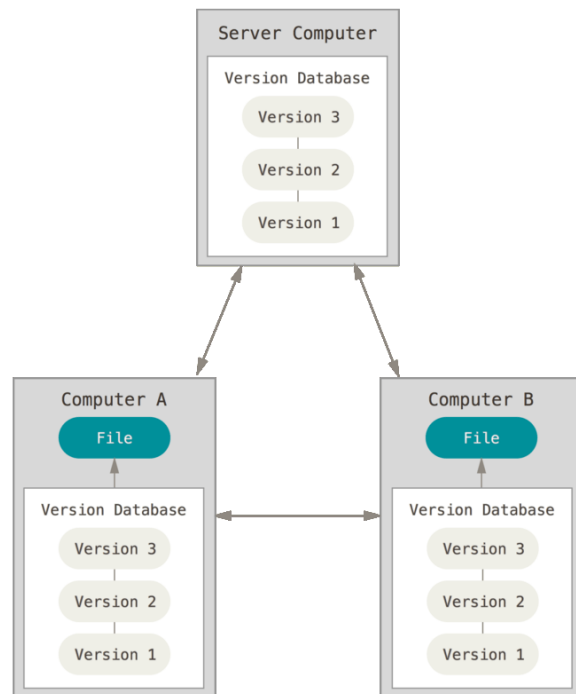 Server Computer
Version Database
Version 3
Version 2
Version 1
Computer A
File
Version Database
Version 3
Version 2
Version 1
Computer B
File
Version Database
Version 3
Version 2
Version 1